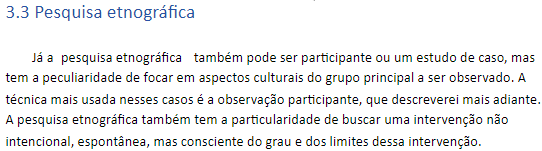 3.3 Pesquisa etnográfica
Já a pesquisa etnográfica também pode ser participante ou um estudo de caso, mas
tem a peculiaridade de focar em aspectos culturais do grupo principal a ser observado. A
técnica mais usada nesses casos é a observação participante, que descreverei mais adiante.
A pesquisa etnográfica também tem a particularidade de buscar uma intervenção não
intencional, espontânea, mas consciente do grau e dos limites dessa intervenção.